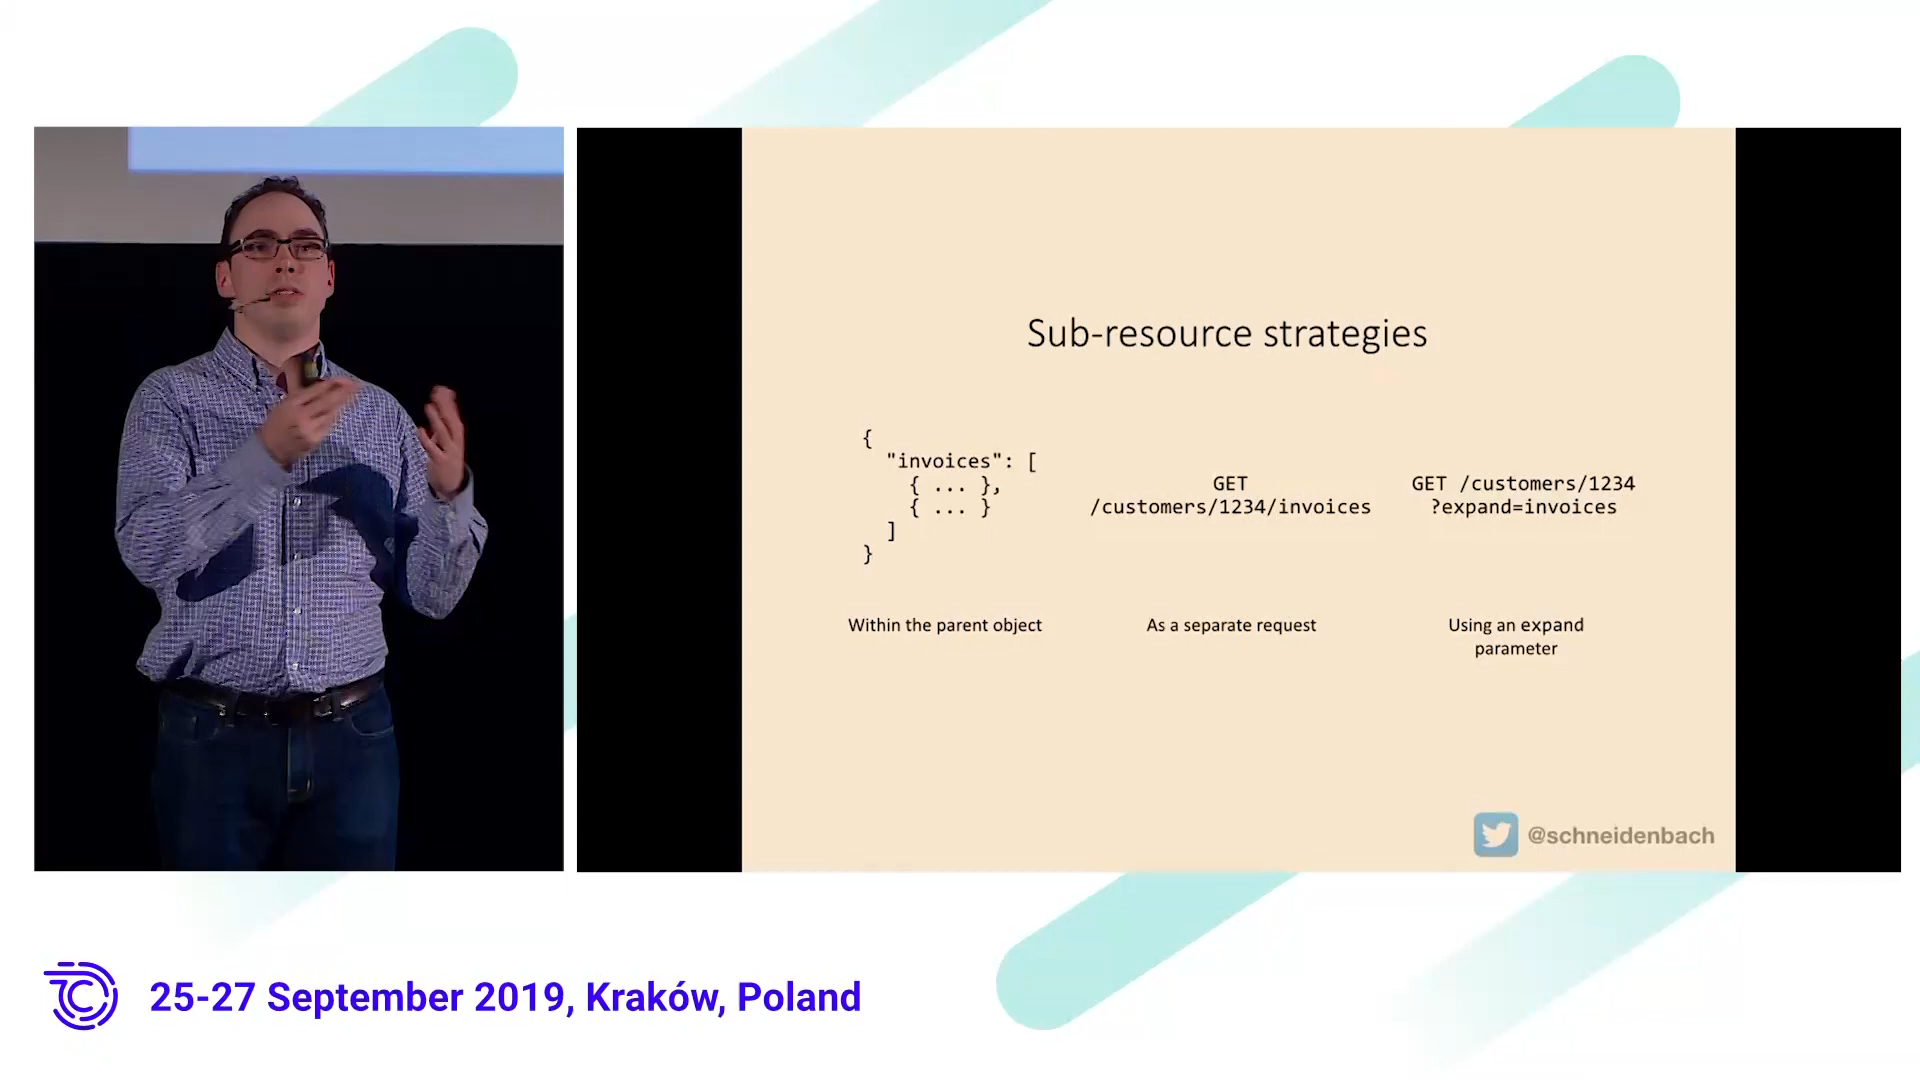 Sub-resource strategies
{
"invoices": [
{ ... },
{ ... }
]
}
GET
/customers/1234/invoices
GET /customers/1234
?expand=invoices
Within the parent object
As a separate request
Using an expand
parameter
@schneidenbach
25-27 September 2019, Kraków, Poland